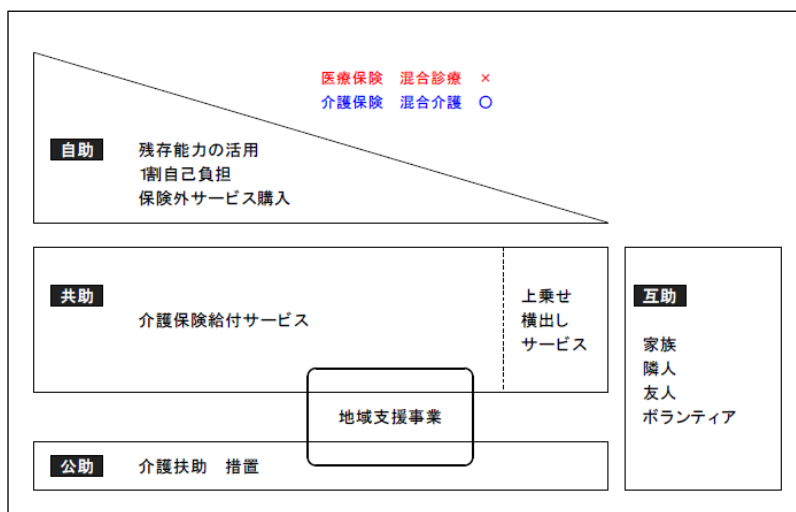 医療保険 混合診療 ×
介護保険 混合介護 〇
自助
残存能力の活用
1割自己負担
保険外サービス購入
共助
介護保険給付サービス
上乗せ
横出し
サービス
互助
家族
隣人
友人
ボランティア
地域支援事業
公助
介護扶助 措置